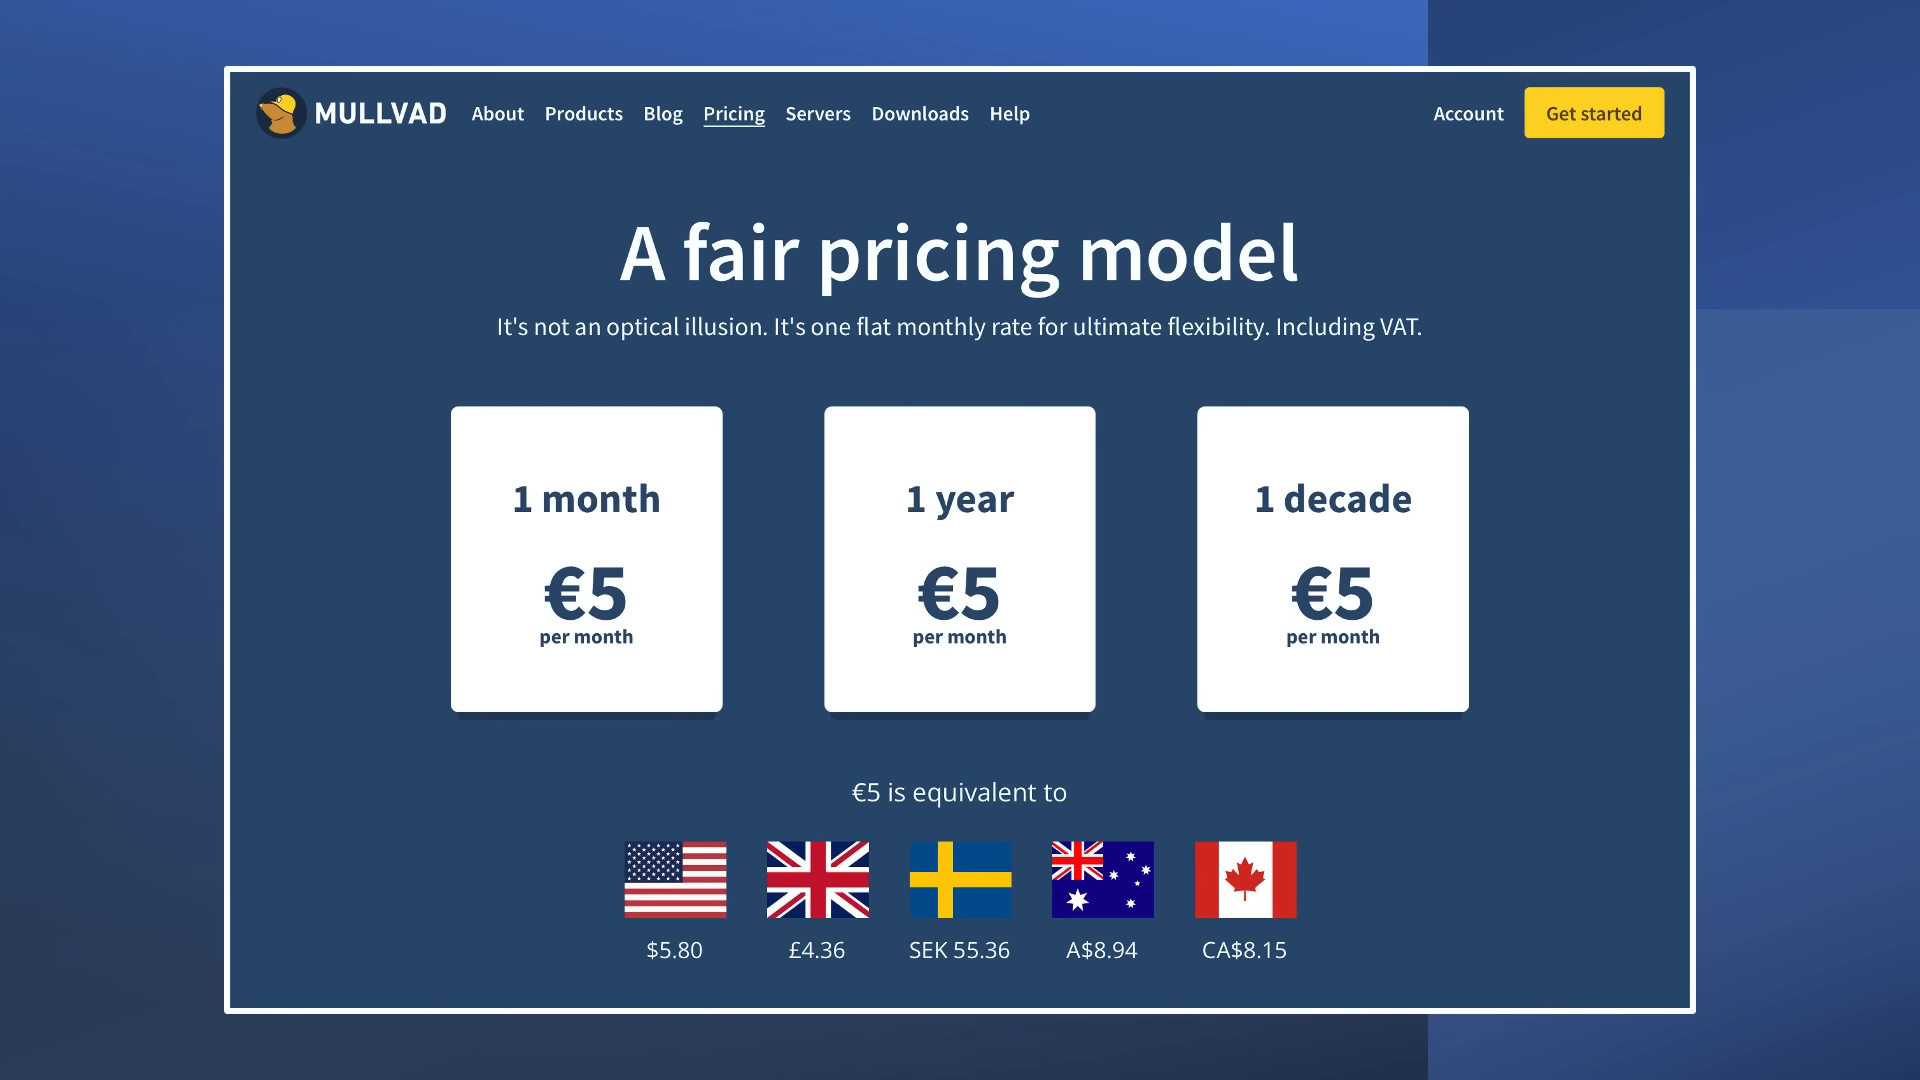 MULLVAD About Products Blog Pricing Servers Downloads Help Account Get started
A fair pricing model
It's not an optical illusion. It's one flat monthly rate for ultimate flexibility. Including VAT.
1 month
€5
per month
1 year
€5
per month
1 decade
€5
per month
€5 is equivalent to
$5.80 £4.36 SEK 55.36 A$8.94 CA$8.15